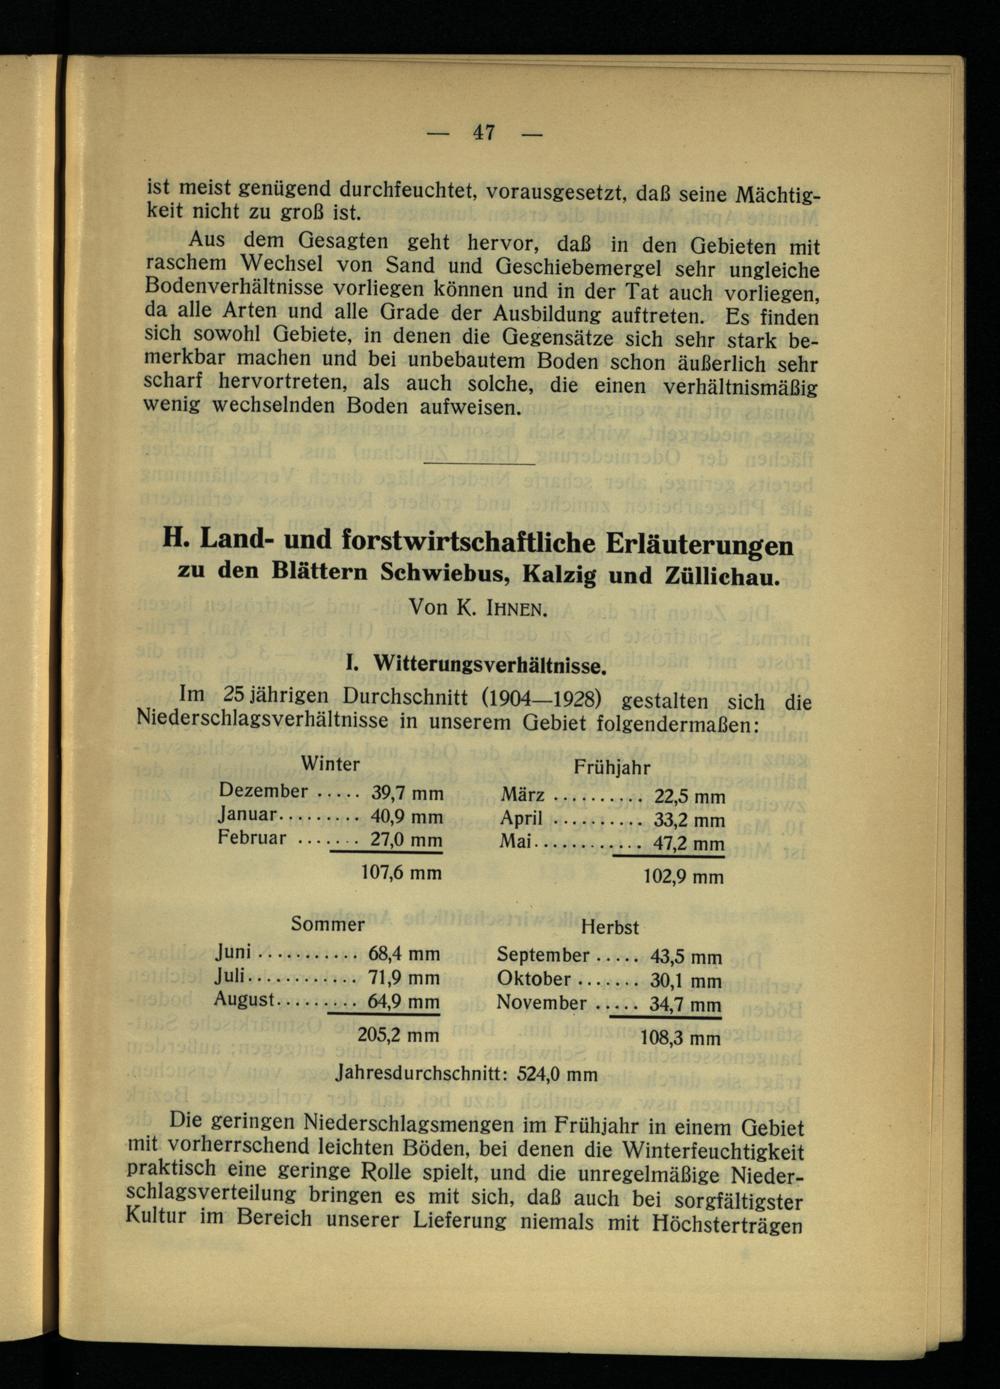 — 47 —
ist meist genügend durchfeuchtet, vorausgesetzt, daß seine Mächtig-
keit nicht zu groß ist.
Aus dem Gesagten geht hervor, daß in den Gebieten mit
raschem Wechsel von Sand und Geschiebemergel sehr ungleiche
Bodenverhältnisse vorliegen können und in der Tat auch vorliegen,
da alle Arten und alle Grade der Ausbildung auftreten. Es finden
sich sowohl Gebiete, in denen die Gegensätze sich sehr stark be-
merkbar machen und bei unbebautem Boden schon äußerlich sehr
scharf hervortreten, als auch solche, die einen verhältnismäßig
wenig wechselnden Boden aufweisen.
H. Land- und forstwirtschaftliche Erläuterungen
zu den Blättern Schwiebus, Kalzig und Züllichau.
Von K. IHNEN.
I. Witterungsverhältnisse.
Im 25jährigen Durchschnitt (1904—1928) gestalten sich die
Niederschlagsverhältnisse in unserem Gebiet folgendermaßen:
Winter
Dezember ..... 39,7 mm
Januar......... 40,9 mm
Februar ....... 27,0 mm
107,6 mm
Frühjahr
März .......... 22,5 mm
April .......... 33,2 mm
Mai............ 47,2 mm
102,9 mm
Sommer
Juni ........... 68,4 mm
Juli............ 71,9 mm
August......... 64,9 mm
205,2 mm
Herbst
September ..... 43,5 mm
Oktober ....... 30,1 mm
November ..... 34,7 mm
108,3 mm
Jahresdurchschnitt: 524,0 mm
Die geringen Niederschlagsmengen im Frühjahr in einem Gebiet
mit vorherrschend leichten Böden, bei denen die Winterfeuchtigkeit
praktisch eine geringe Rolle spielt, und die unregelmäßige Nieder-
schlagsverteilung bringen es mit sich, daß auch bei sorgfältigster
Kultur im Bereich unserer Lieferung niemals mit Höchsterträgen